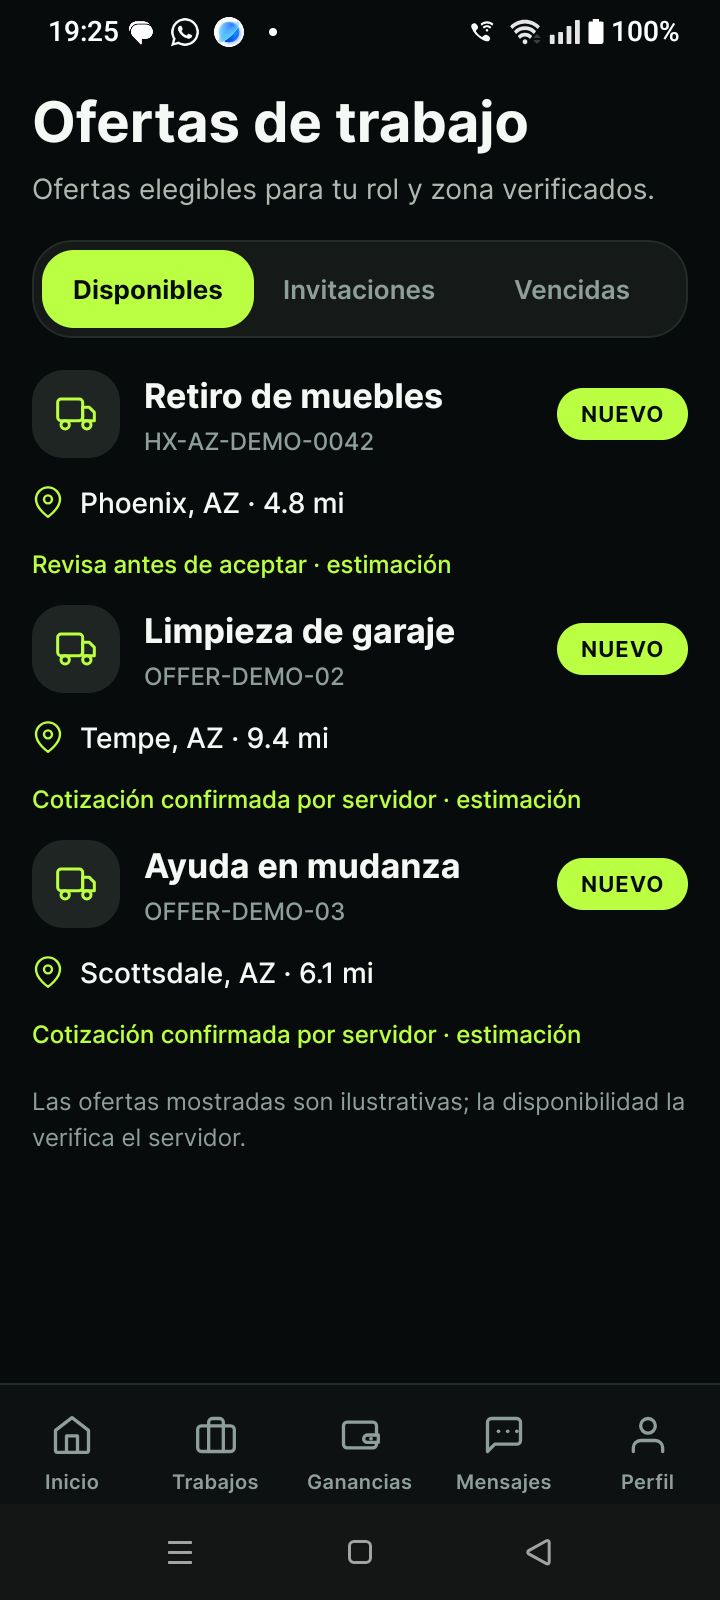 19:25
100%
Ofertas de trabajo
Ofertas elegibles para tu rol y zona verificados.
Disponibles Invitaciones Vencidas
Retiro de muebles
HX-AZ-DEMO-0042
NUEVO
Phoenix, AZ · 4.8 mi
Revisa antes de aceptar · estimación
Limpieza de garaje
OFFER-DEMO-02
NUEVO
Tempe, AZ · 9.4 mi
Cotización confirmada por servidor · estimación
Ayuda en mudanza
OFFER-DEMO-03
NUEVO
Scottsdale, AZ · 6.1 mi
Cotización confirmada por servidor · estimación
Las ofertas mostradas son ilustrativas; la disponibilidad la
verifica el servidor.
Inicio Trabajos Ganancias Mensajes Perfil